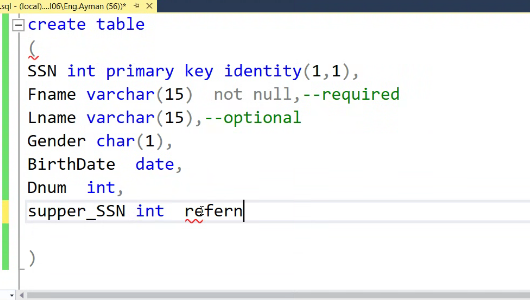 .sql - (local)....I06\Eng.Ayman (56))*
create table
(
SSN int primary key identity(1,1),
Fname varchar(15)  not null,--required
Lname varchar(15),--optional
Gender char(1),
BirthDate  date,
Dnum  int,
supper_SSN int  refern
)